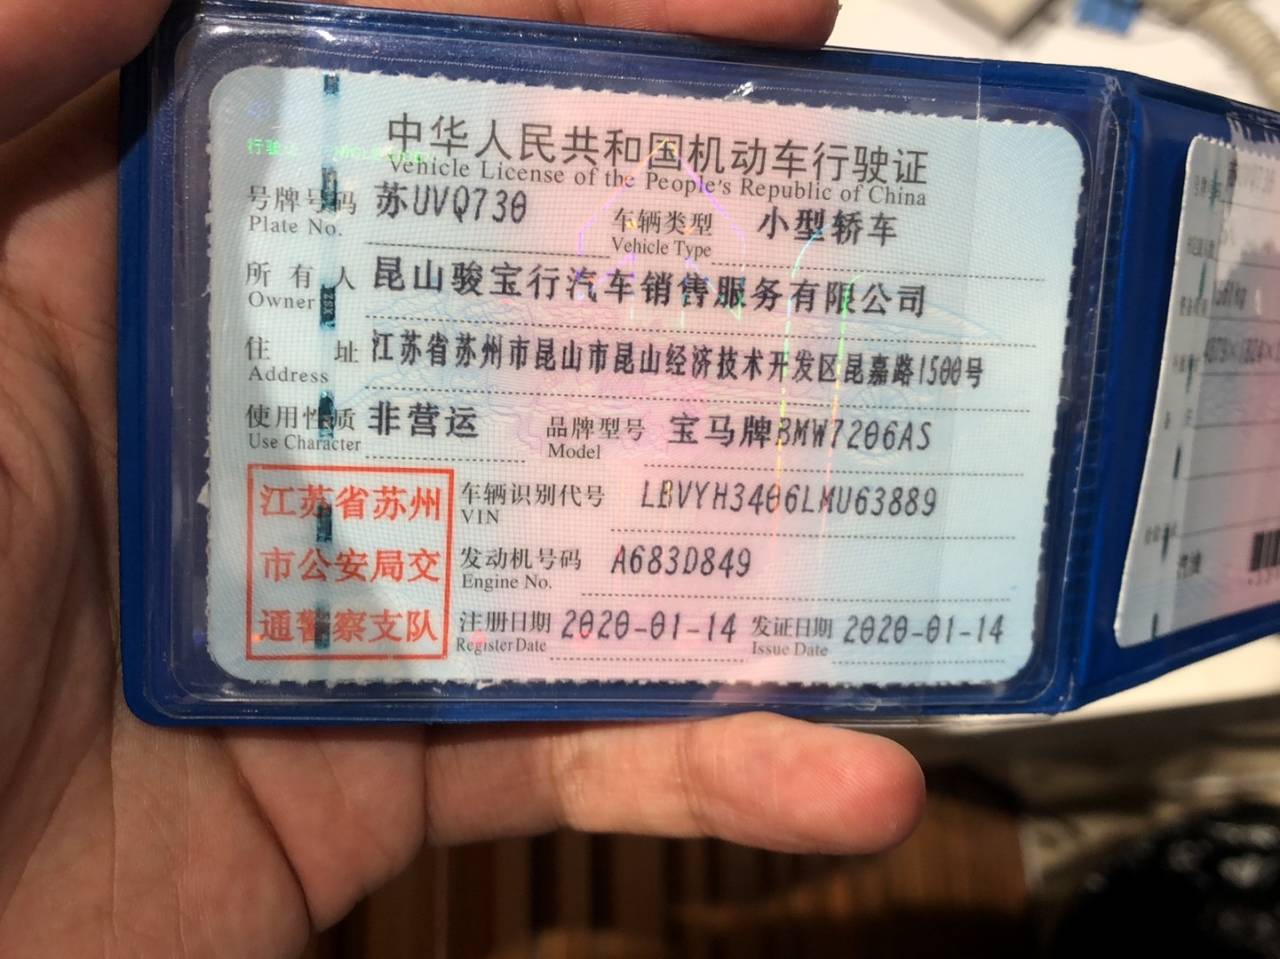 中华人民共和国机动车行驶证
Vehicle License of the People's Republic of China
号牌号码 苏UVQ730 车辆类型 小型轿车
Plate No. Vehicle Type
所有人 昆山骏宝行汽车销售服务有限公司
Owner
住址 江苏省苏州市昆山市昆山经济技术开发区昆嘉路1500号
Address
使用性质 非营运 品牌型号 宝马牌BMW7206AS
Use Character Model
江苏省苏州
市公安局交
通警察支队
车辆识别代号 LBVYH3406LMU63889
VIN
发动机号码 A683D849
Engine No.
注册日期 2020-01-14 发证日期 2020-01-14
Register Date Issue Date